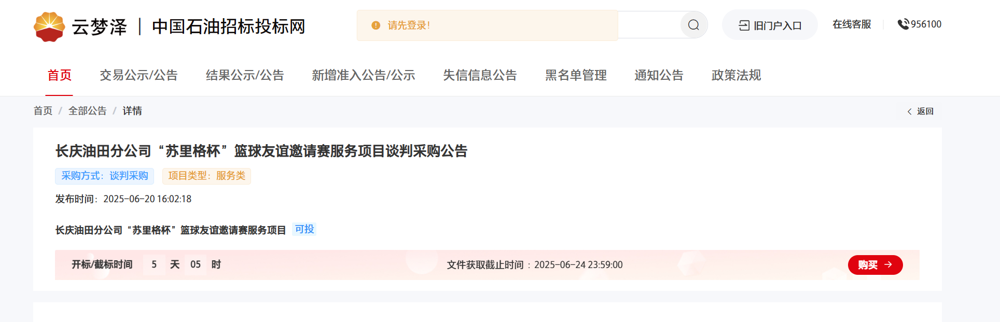 云梦泽 | 中国石油招标投标网
请先登录!
旧门户入口
在线客服
956100
首页 交易公示/公告 结果公示/公告 新增准入公告/公示 失信信息公告 黑名单管理 通知公告 政策法规
首页 / 全部公告 / 详情
返回
长庆油田分公司“苏里格杯”篮球友谊邀请赛服务项目谈判采购公告
采购方式：谈判采购 项目类型：服务类
发布时间：2025-06-20 16:02:18
长庆油田分公司“苏里格杯”篮球友谊邀请赛服务项目 可投
开标/截标时间 5 天 05 时 文件获取截止时间：2025-06-24 23:59:00 购买